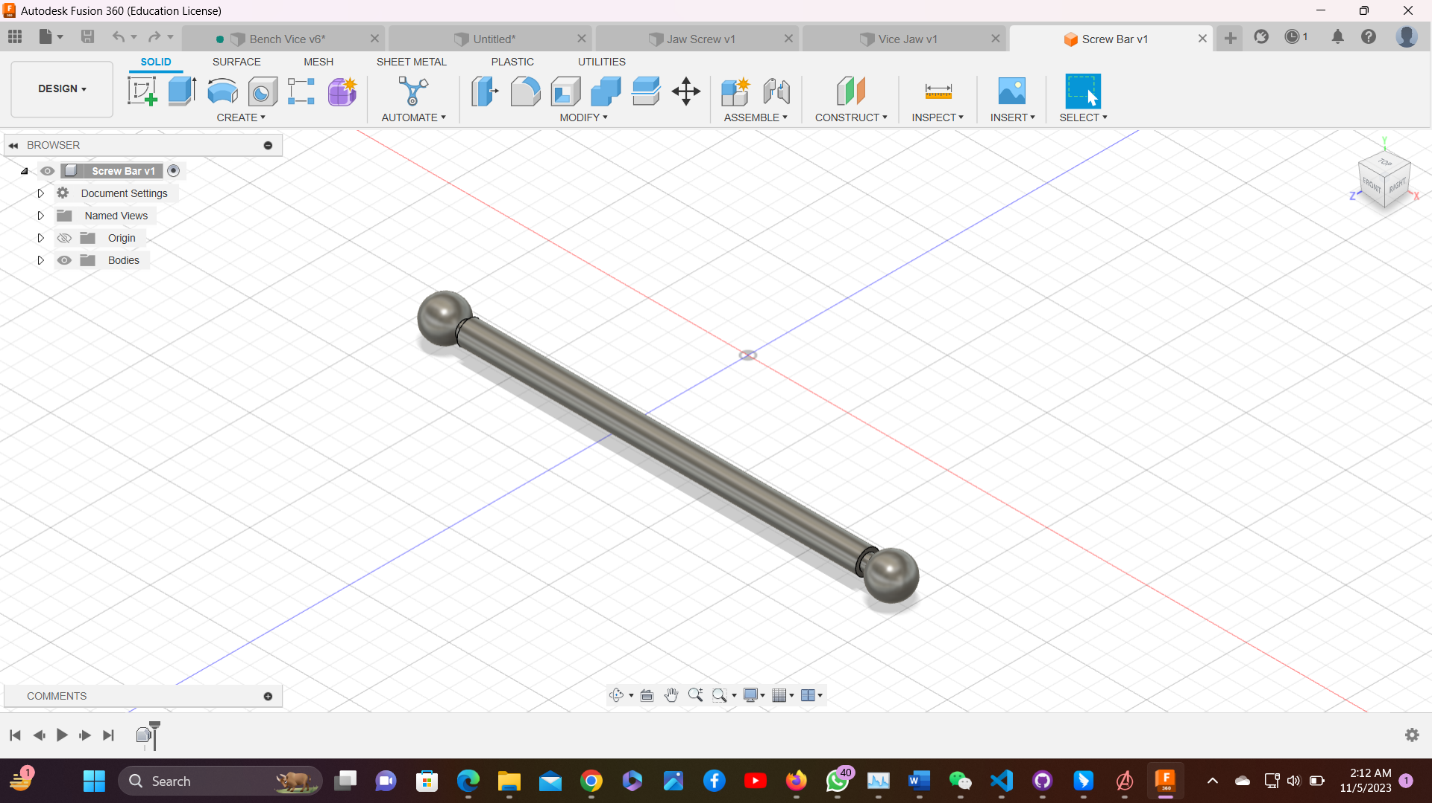 Autodesk Fusion 360 (Education License)
Bench Vice v6*
Untitled*
Jaw Screw v1
Vice Jaw v1
Screw Bar v1
1
SOLID
SURFACE
MESH
SHEET METAL
PLASTIC
UTILITIES
DESIGN
CREATE
AUTOMATE
MODIFY
ASSEMBLE
CONSTRUCT
INSPECT
INSERT
SELECT
BROWSER
Screw Bar v1
Document Settings
Named Views
Origin
Bodies
Y
TOP
FRONT
RIGHT
Z
X
COMMENTS
1
Search
40
F
360
2:12 AM
11/5/2023
1